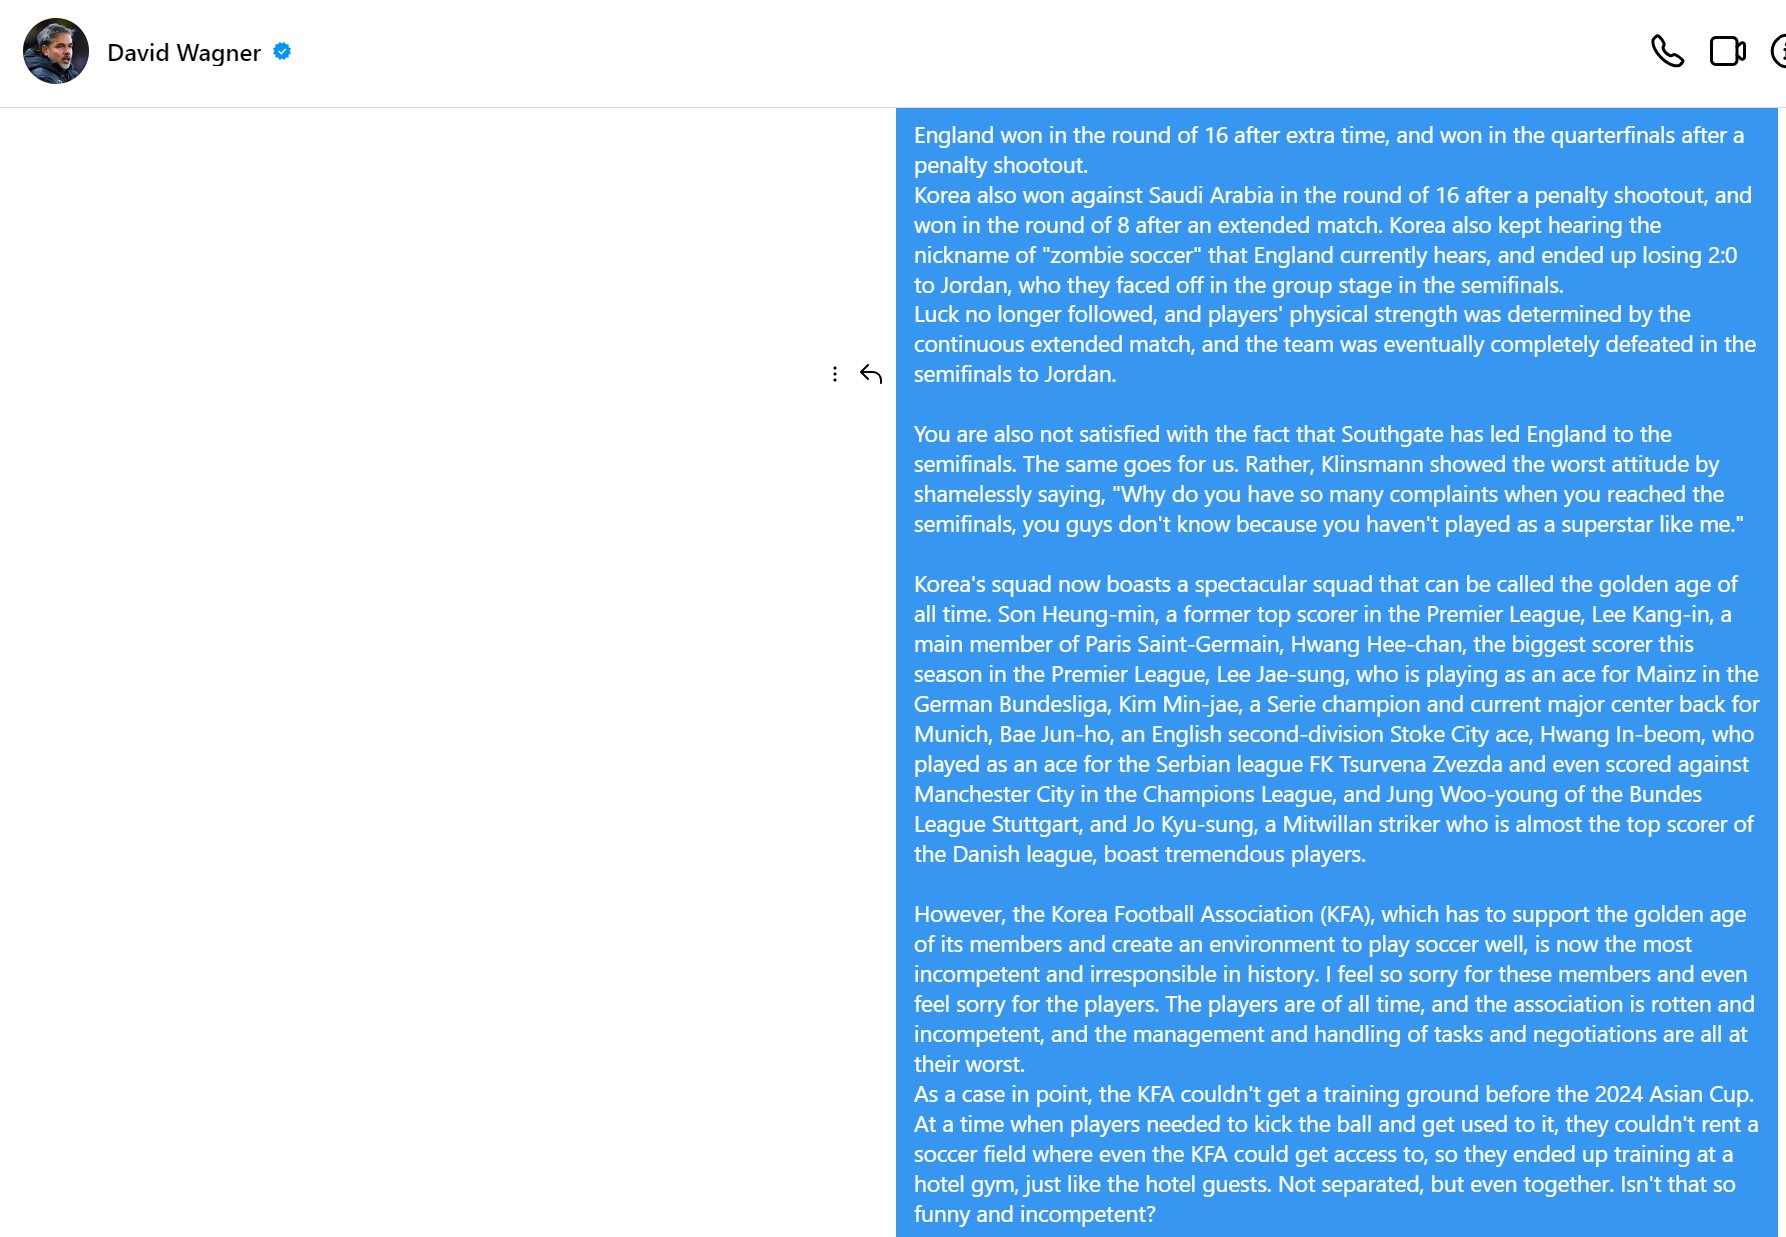 David Wagner
England won in the round of 16 after extra time, and won in the quarterfinals after a
penalty shootout.
Korea also won against Saudi Arabia in the round of 16 after a penalty shootout, and
won in the round of 8 after an extended match. Korea also kept hearing the
nickname of "zombie soccer" that England currently hears, and ended up losing 2:0
to Jordan, who they faced off in the group stage in the semifinals.
Luck no longer followed, and players' physical strength was determined by the
continuous extended match, and the team was eventually completely defeated in the
semifinals to Jordan.
You are also not satisfied with the fact that Southgate has led England to the
semifinals. The same goes for us. Rather, Klinsmann showed the worst attitude by
shamelessly saying, "Why do you have so many complaints when you reached the
semifinals, you guys don't know because you haven't played as a superstar like me."
Korea's squad now boasts a spectacular squad that can be called the golden age of
all time. Son Heung-min, a former top scorer in the Premier League, Lee Kang-in, a
main member of Paris Saint-Germain, Hwang Hee-chan, the biggest scorer this
season in the Premier League, Lee Jae-sung, who is playing as an ace for Mainz in the
German Bundesliga, Kim Min-jae, a Serie champion and current major center back for
Munich, Bae Jun-ho, an English second-division Stoke City ace, Hwang In-beom, who
played as an ace for the Serbian league FK Tsurvena Zvezda and even scored against
Manchester City in the Champions League, and Jung Woo-young of the Bundes
League Stuttgart, and Jo Kyu-sung, a Mitwillan striker who is almost the top scorer of
the Danish league, boast tremendous players.
However, the Korea Football Association (KFA), which has to support the golden age
of its members and create an environment to play soccer well, is now the most
incompetent and irresponsible in history. I feel so sorry for these members and even
feel sorry for the players. The players are of all time, and the association is rotten and
incompetent, and the management and handling of tasks and negotiations are all at
their worst.
As a case in point, the KFA couldn't get a training ground before the 2024 Asian Cup.
At a time when players needed to kick the ball and get used to it, they couldn't rent a
soccer field where even the KFA could get access to, so they ended up training at a
hotel gym, just like the hotel guests. Not separated, but even together. Isn't that so
funny and incompetent?